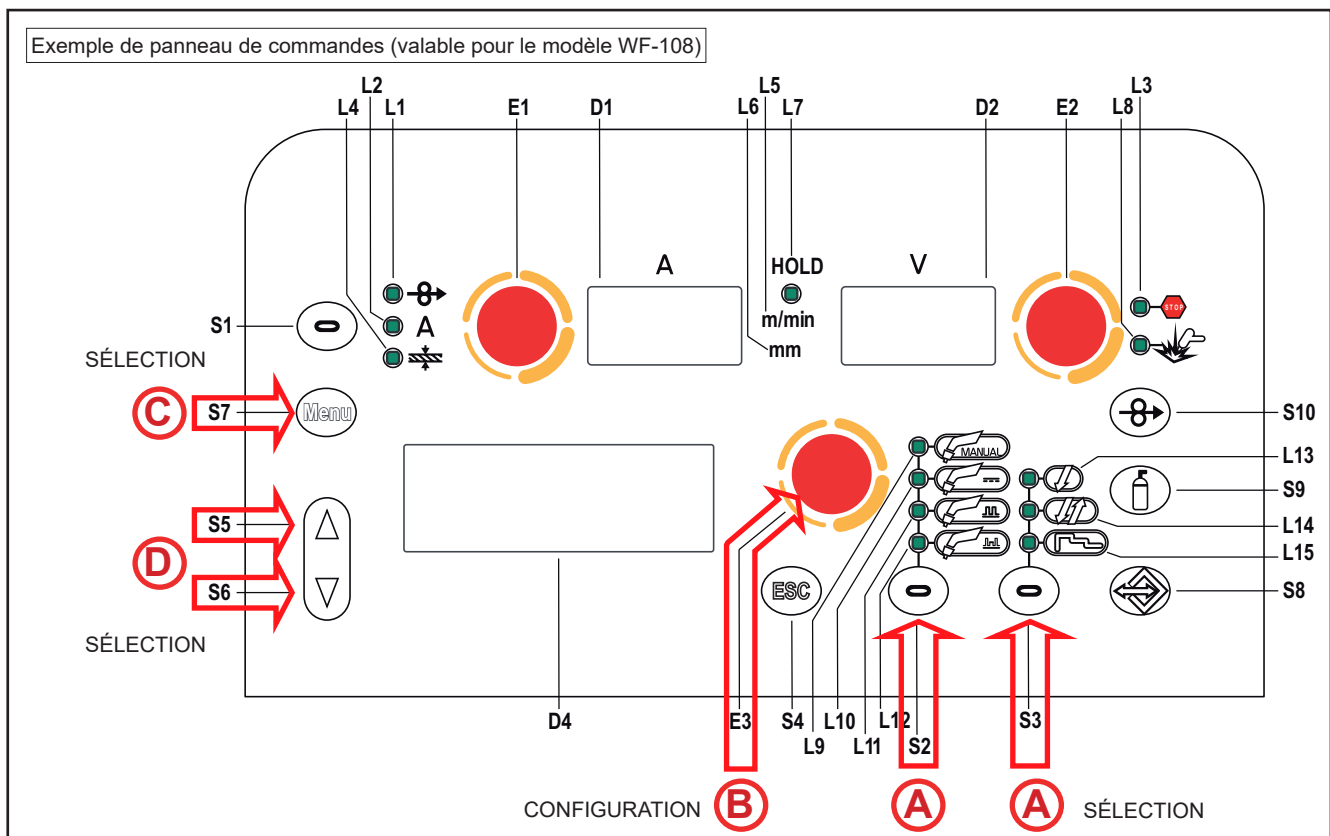 Exemple de panneau de commandes (valable pour le modèle WF-108)
L2 L5 L3
L4 L1 E1 D1 L6 L7 D2 E2 L8
A HOLD V
S1 A m/min STOP
mm
SÉLECTION
C S7 Menu S10
MANUAL L13
S5 S9
L14
D L15
S6 ESC S8
SÉLECTION
D4 E3 S4 L10 L12 S3
L9 L11 S2
CONFIGURATION B A A SÉLECTION